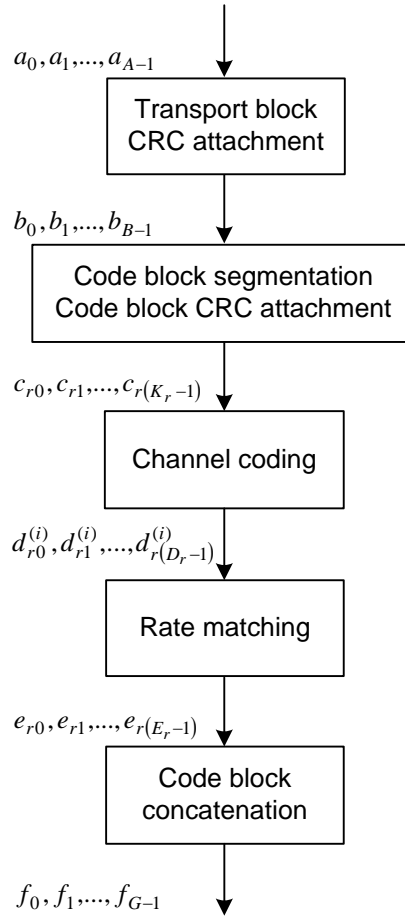 a_0, a_1,..., a_{A-1}
Transport block
CRC attachment
b_0, b_1,..., b_{B-1}
Code block segmentation
Code block CRC attachment
c_{r0}, c_{r1},..., c_{r(K_r-1)}
Channel coding
d_{r0}^{(i)}, d_{r1}^{(i)},..., d_{r(D_r-1)}^{(i)}
Rate matching
e_{r0}, e_{r1},..., e_{r(E_r-1)}
Code block
concatenation
f_0, f_1,..., f_{G-1}